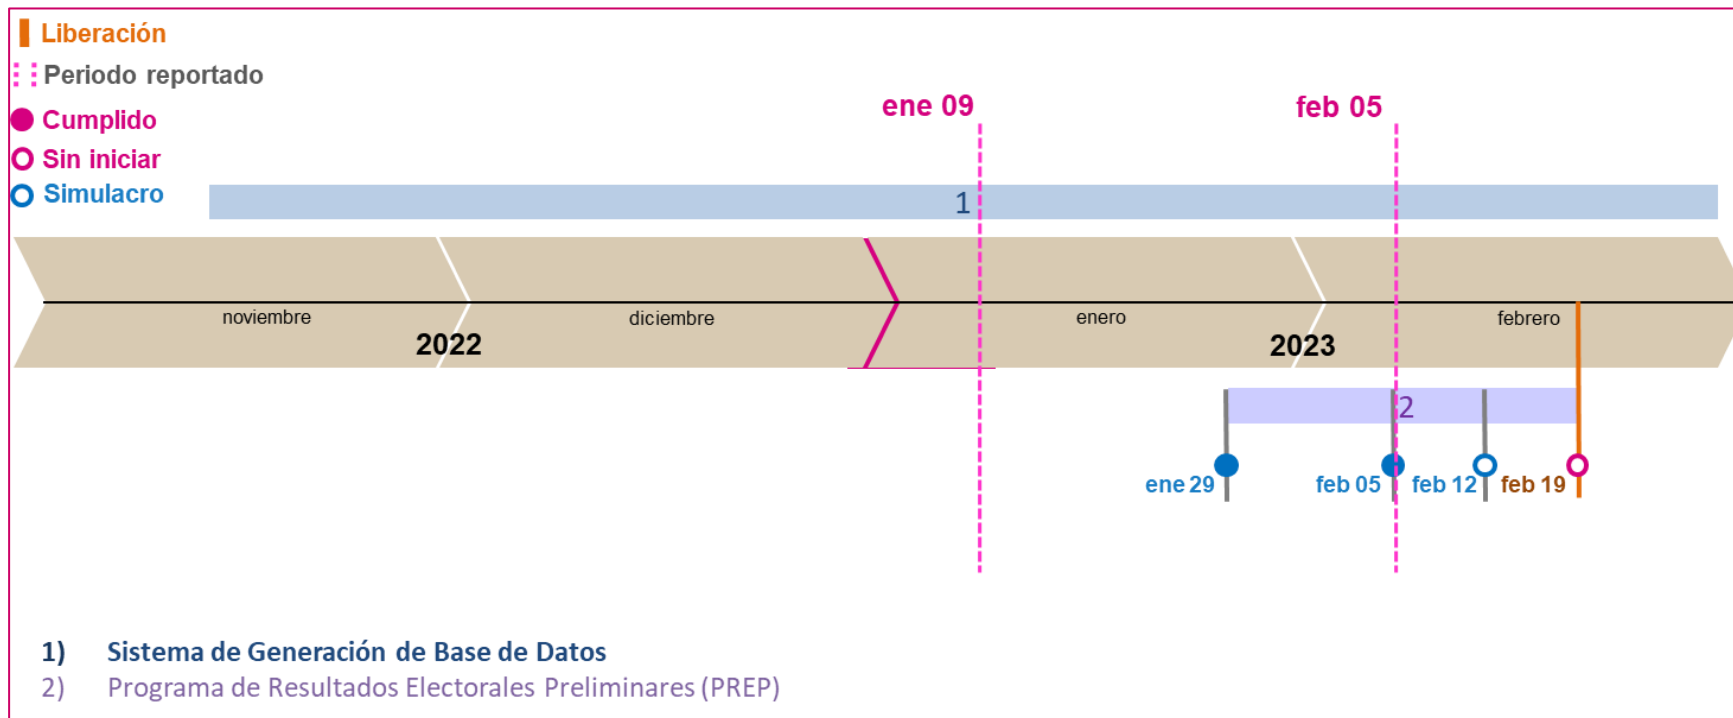 Liberación
Periodo reportado
Cumplido
Sin iniciar
Simulacro
ene 09
feb 05
1
noviembre
diciembre
enero
febrero
2022
2023
2
ene 29
feb 05
feb 12
feb 19
1) Sistema de Generación de Base de Datos
2) Programa de Resultados Electorales Preliminares (PREP)